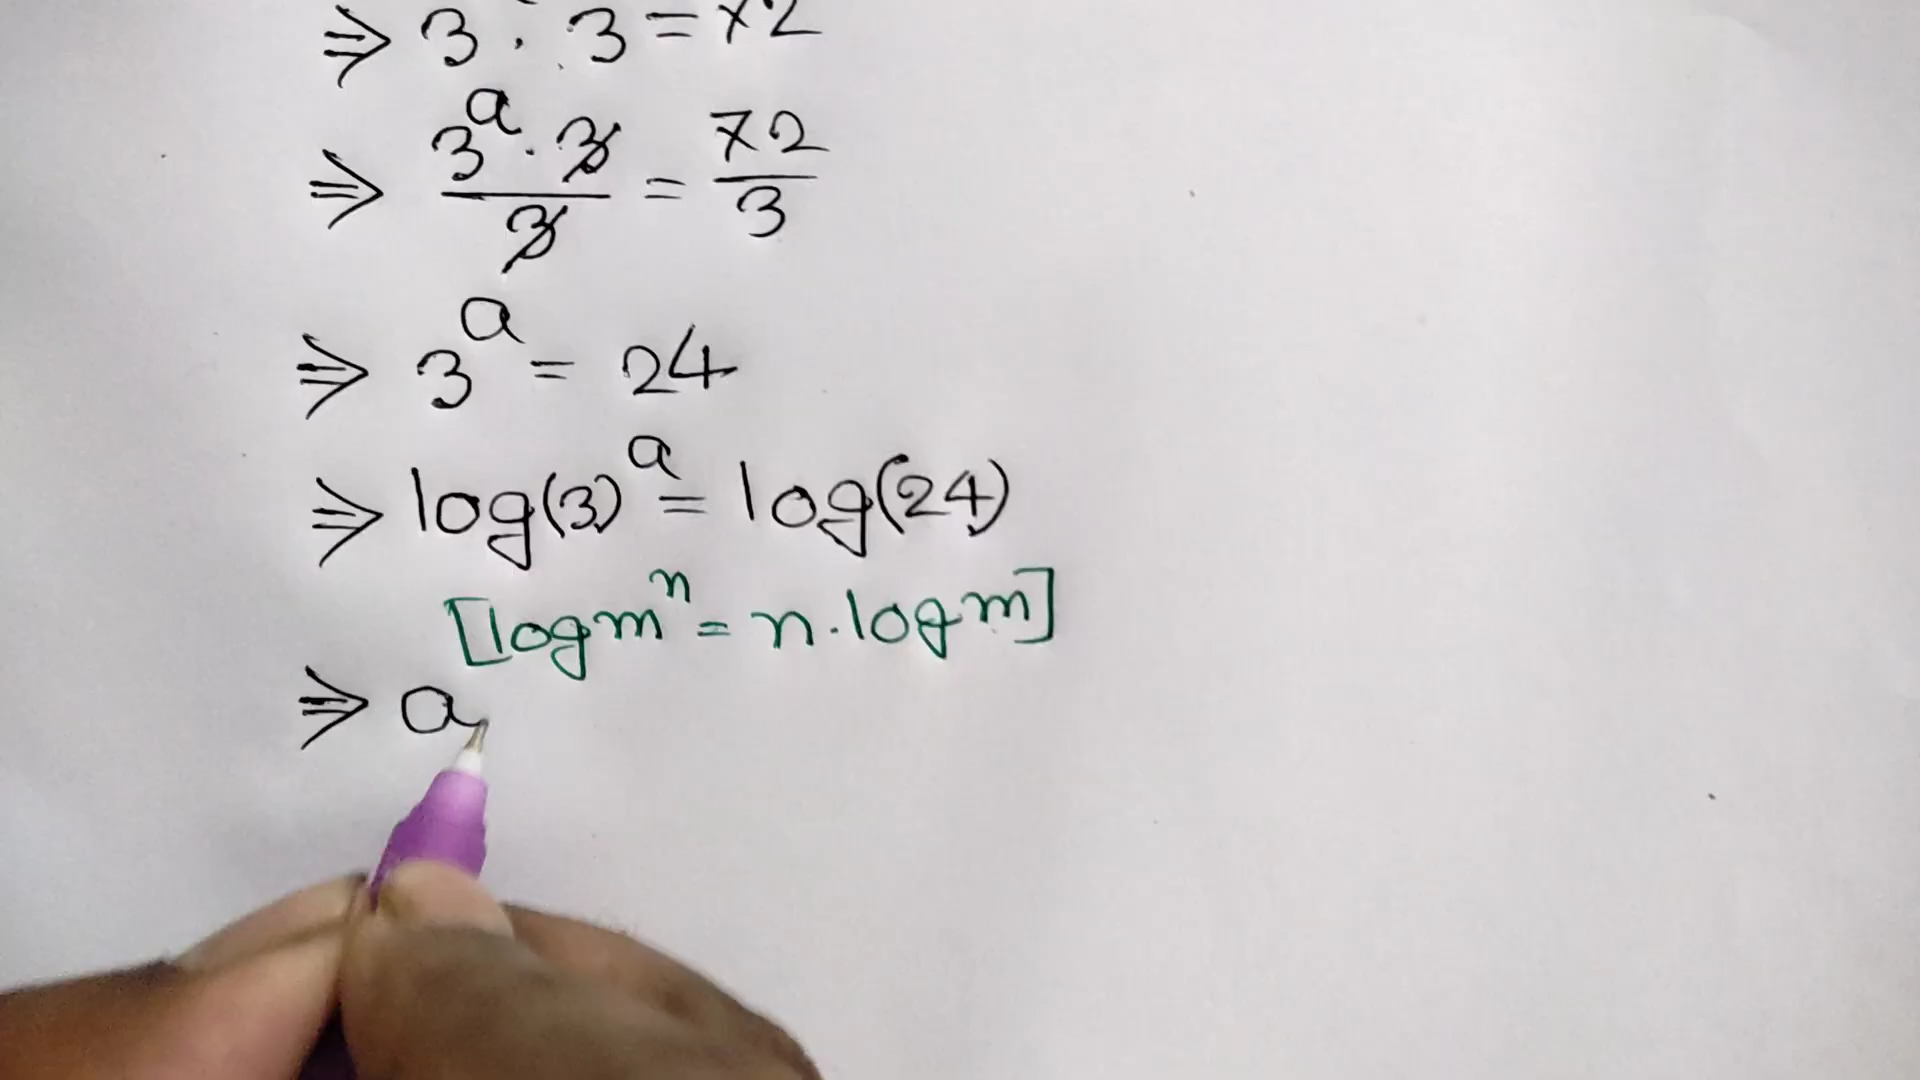 ⇒ 3 · 3 = 72
⇒ 3^a · 3 / 3 = 72 / 3
⇒ 3^a = 24
⇒ log(3)^a = log(24)
[log m^n = n · log m]
⇒ a